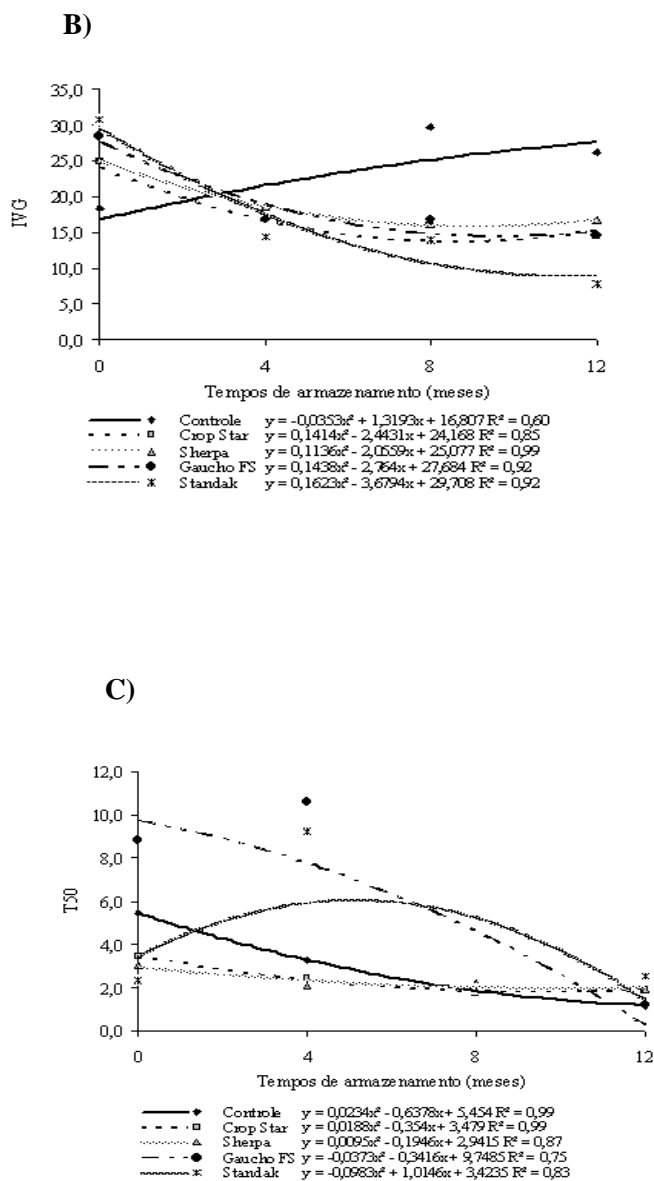 B)
35,0
30,0
25,0
20,0
15,0
10,0
5,0
0,0
IVG
0 4 8 12
Tempos de armazenamento (meses)
Controle y = -0,0353x² + 1,3193x + 16,807 R² = 0,60
Crop Star y = 0,1414x² - 2,4431x + 24,168 R² = 0,85
Sherpa y = 0,1136x² - 2,0559x + 25,077 R² = 0,99
Gaucho FS y = 0,1438x² - 2,764x + 27,684 R² = 0,92
Standak y = 0,1623x² - 3,6794x + 29,708 R² = 0,92
C)
12,0
10,0
8,0
6,0
4,0
2,0
0,0
T50
0 4 8 12
Tempos de armazenamento (meses)
Controle y = 0,0234x² - 0,6378x + 5,454 R² = 0,99
Crop Star y = 0,0188x² - 0,354x + 3,479 R² = 0,99
Sherpa y = 0,0095x² - 0,1946x + 2,9415 R² = 0,87
Gaucho FS y = -0,0373x² - 0,3416x + 9,7485 R² = 0,75
Standak y = -0,0983x² + 1,0146x + 3,4235 R² = 0,83